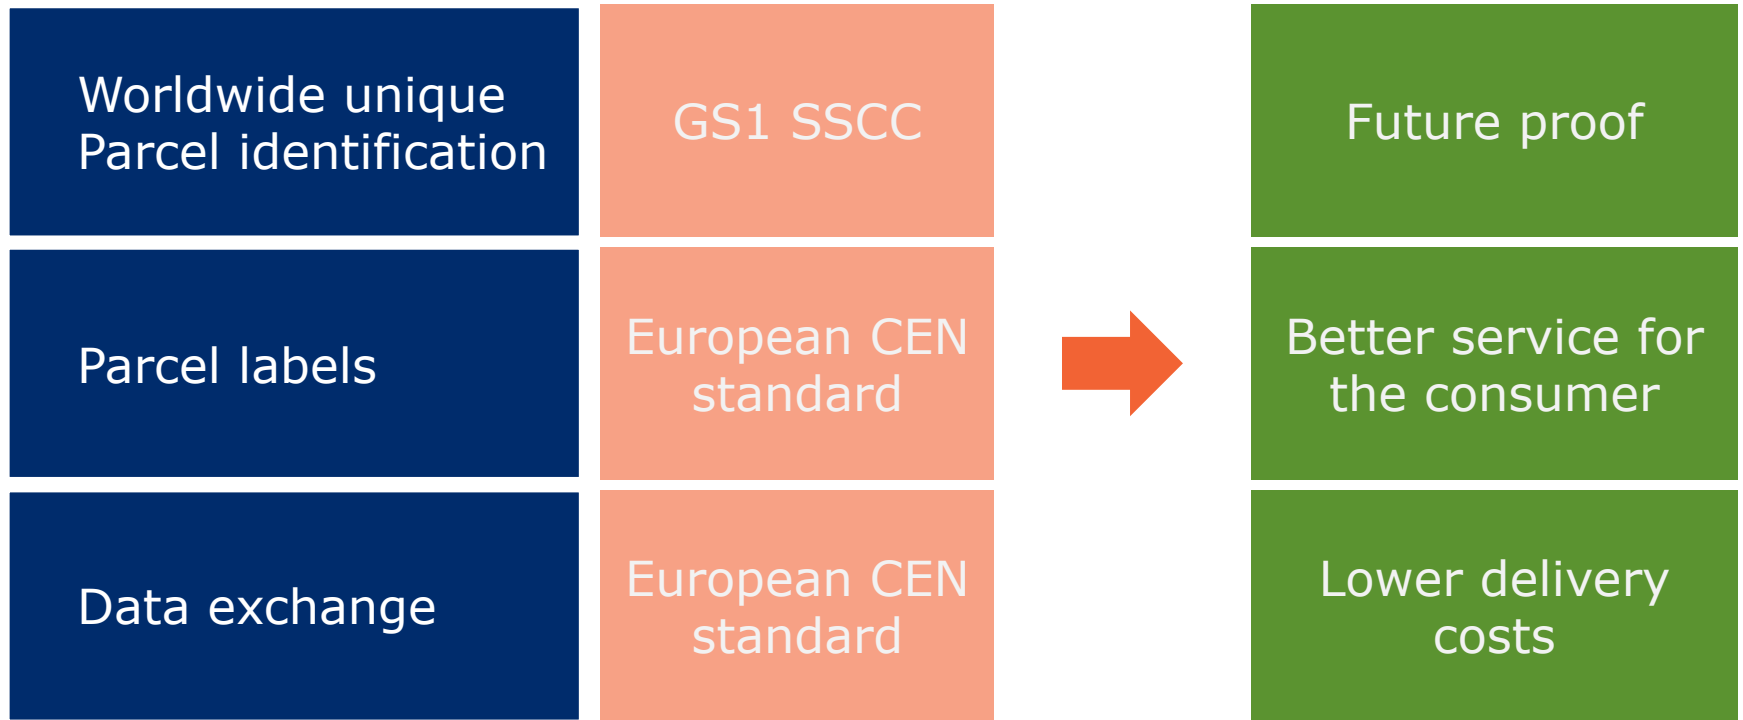 Worldwide unique
Parcel identification
GS1 SSCC
Future proof
Parcel labels
European CEN
standard
Better service for
the consumer
Data exchange
European CEN
standard
Lower delivery
costs